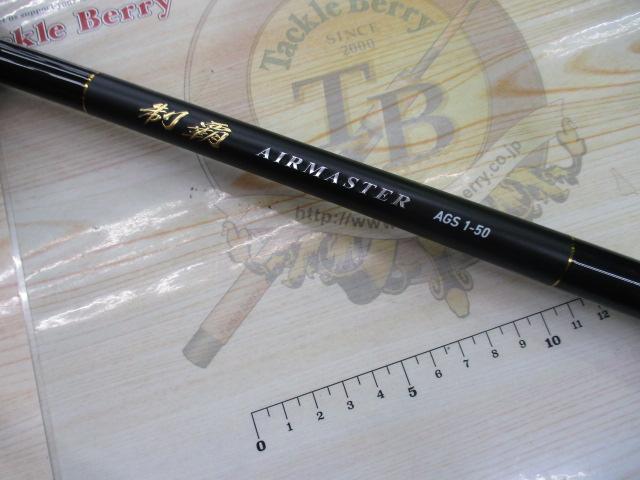 kle Berry
Tackle Berry
SINCE
2000
TB
制覇 AIRMASTER AGS 1-50
http://www
erry.co.jp
0 1 2 3 4 5 6 7 8 9 10 11 12